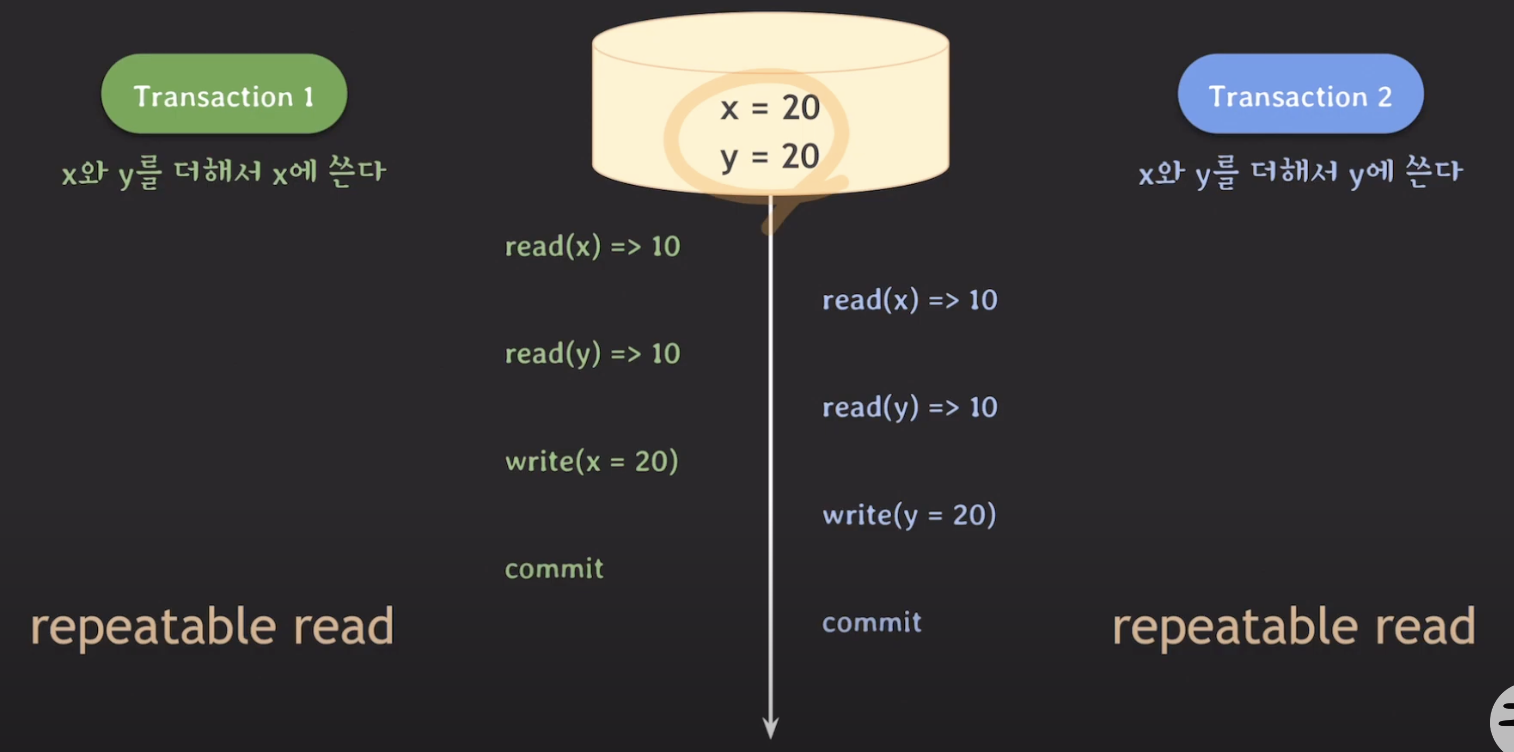 Transaction 1
x와 y를 더해서 x에 쓴다
x = 20
y = 20
Transaction 2
x와 y를 더해서 y에 쓴다
read(x) => 10
read(x) => 10
read(y) => 10
read(y) => 10
write(x = 20)
write(y = 20)
commit
commit
repeatable read
repeatable read